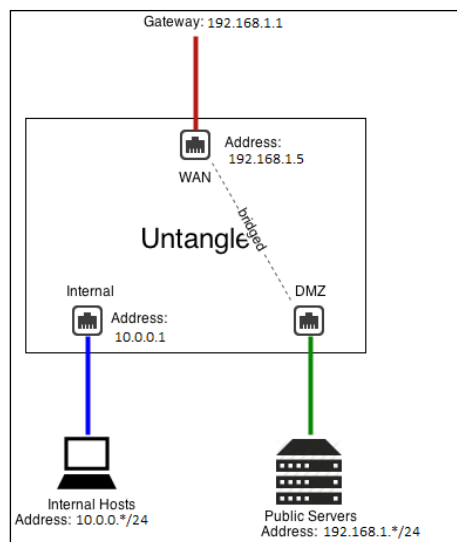 Gateway: 192.168.1.1
Address:
192.168.1.5
WAN
bridged
Untangle
Internal
DMZ
Address:
10.0.0.1
Internal Hosts
Address: 10.0.0.*/24
Public Servers
Address: 192.168.1.*/24